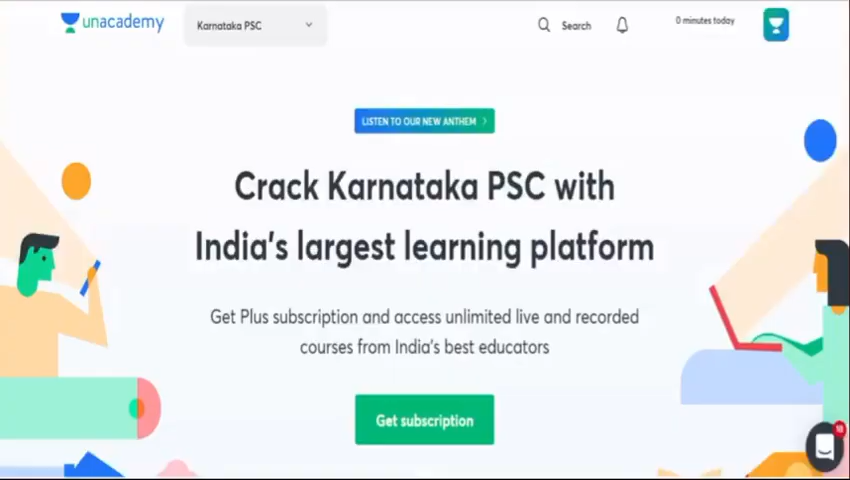 unacademy
Karnataka PSC
Search
0 minutes today
LISTEN TO OUR NEW ANTHEM
Crack Karnataka PSC with
India's largest learning platform
Get Plus subscription and access unlimited live and recorded
courses from India's best educators
Get subscription
18